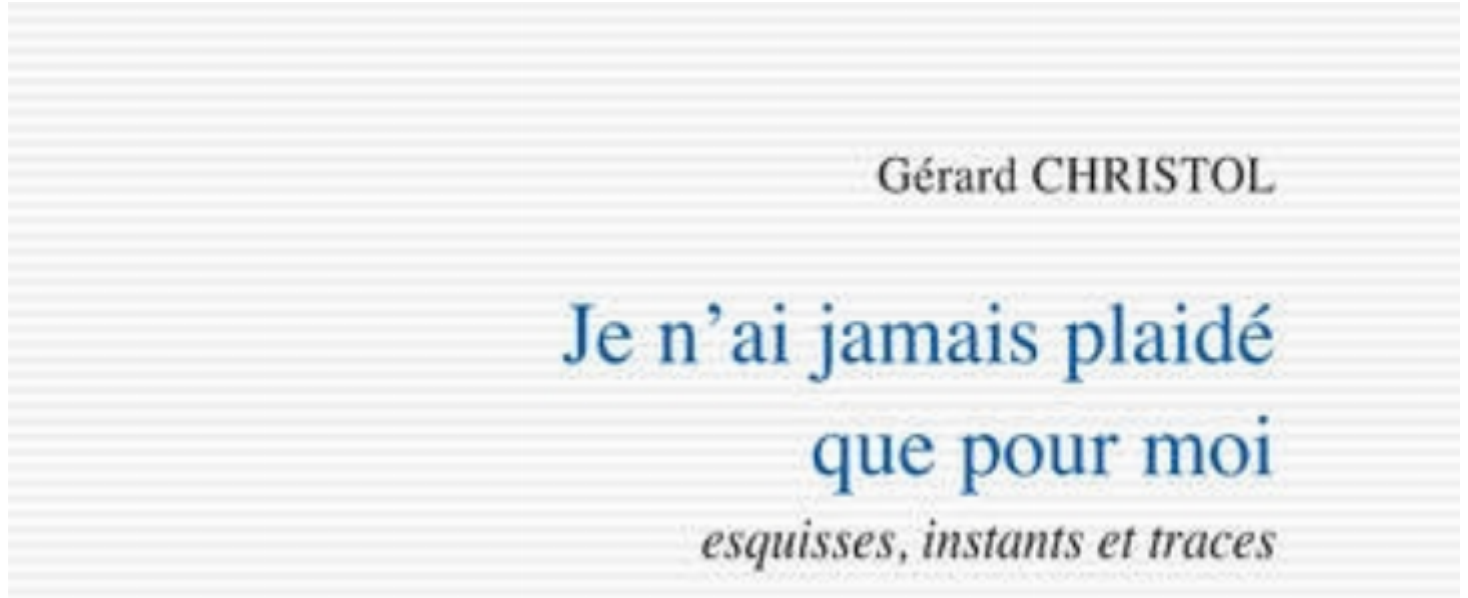 Gérard CHRISTOL
Je n’ai jamais plaidé
que pour moi
esquisses, instants et traces